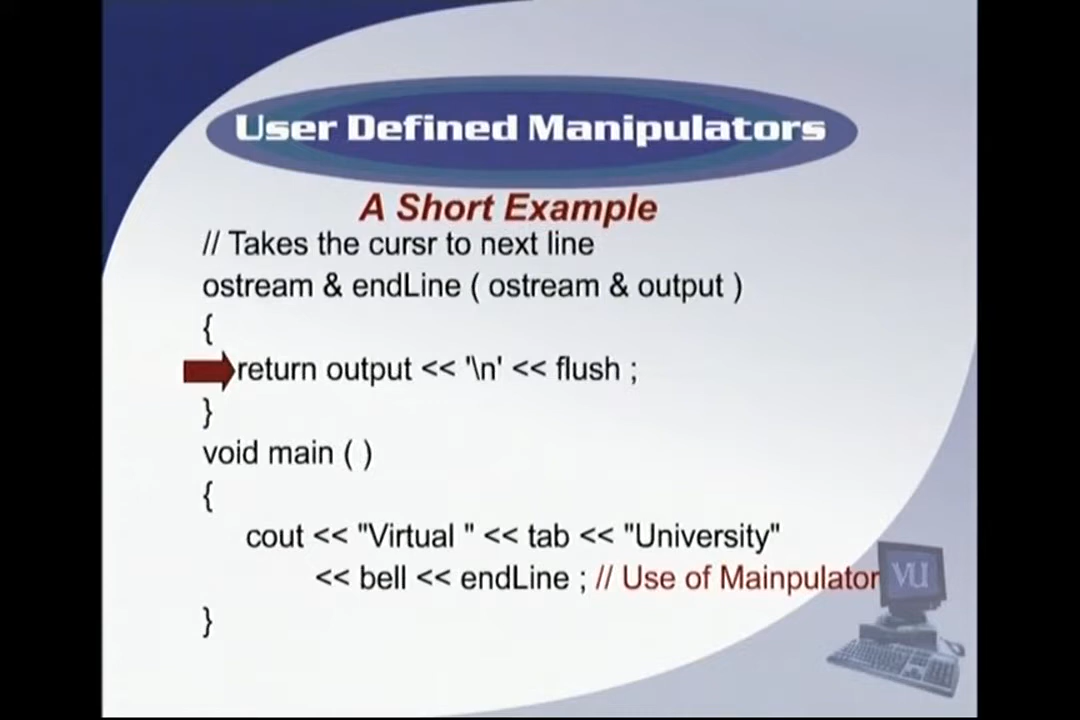 User Defined Manipulators
A Short Example
// Takes the cursr to next line
ostream & endLine ( ostream & output )
{
return output << '\n' << flush ;
}
void main ( )
{
cout << "Virtual " << tab << "University"
<< bell << endLine ; // Use of Mainpulator
}
VU